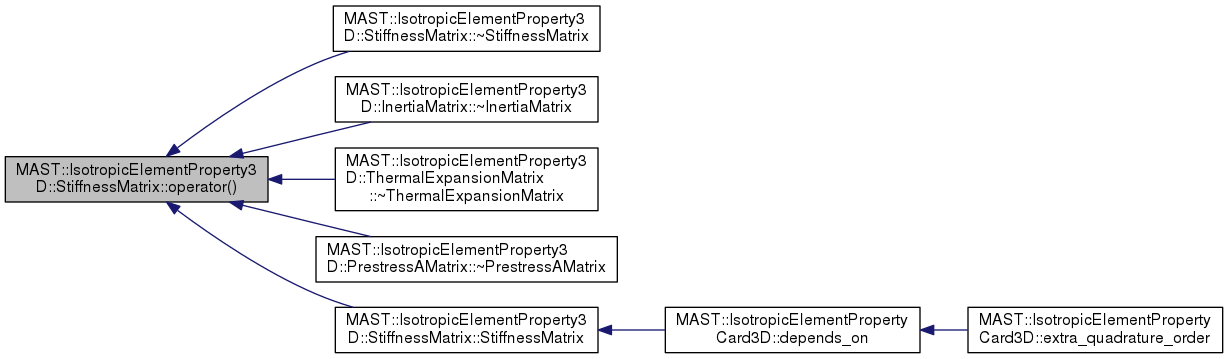 MAST::IsotropicElementProperty3
D::StiffnessMatrix::~StiffnessMatrix
MAST::IsotropicElementProperty3
D::InertiaMatrix::~InertiaMatrix
MAST::IsotropicElementProperty3
D::StiffnessMatrix::operator()
MAST::IsotropicElementProperty3
D::ThermalExpansionMatrix
::~ThermalExpansionMatrix
MAST::IsotropicElementProperty3
D::PrestressAMatrix::~PrestressAMatrix
MAST::IsotropicElementProperty3
D::StiffnessMatrix::StiffnessMatrix
MAST::IsotropicElementProperty
Card3D::depends_on
MAST::IsotropicElementProperty
Card3D::extra_quadrature_order